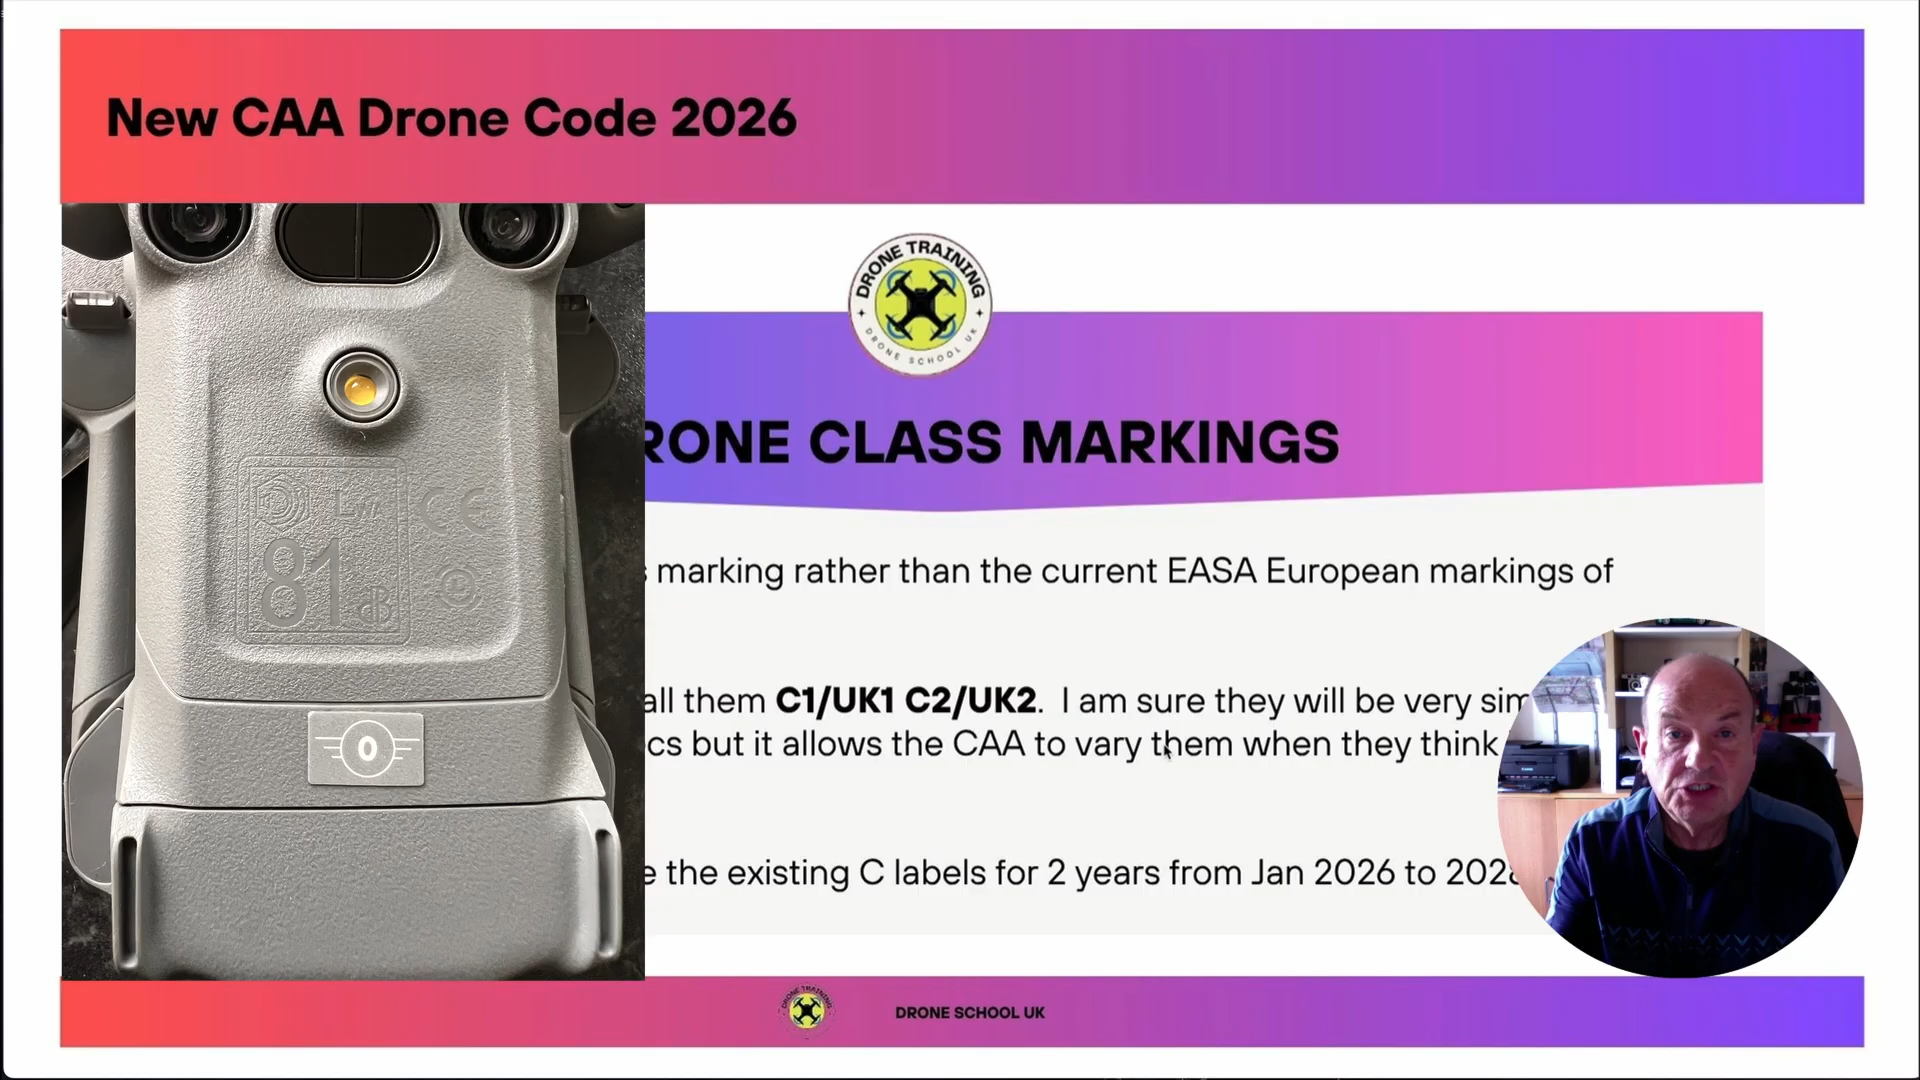 New CAA Drone Code 2026
DRONE TRAINING
DRONE SCHOOL UK
RONE CLASS MARKINGS
CE
81 dB
0
marking rather than the current EASA European markings of
all them C1/UK1 C2/UK2. I am sure they will be very sim
cs but it allows the CAA to vary them when they think
e the existing C labels for 2 years from Jan 2026 to 202
DRONE TRAINING
DRONE SCHOOL UK